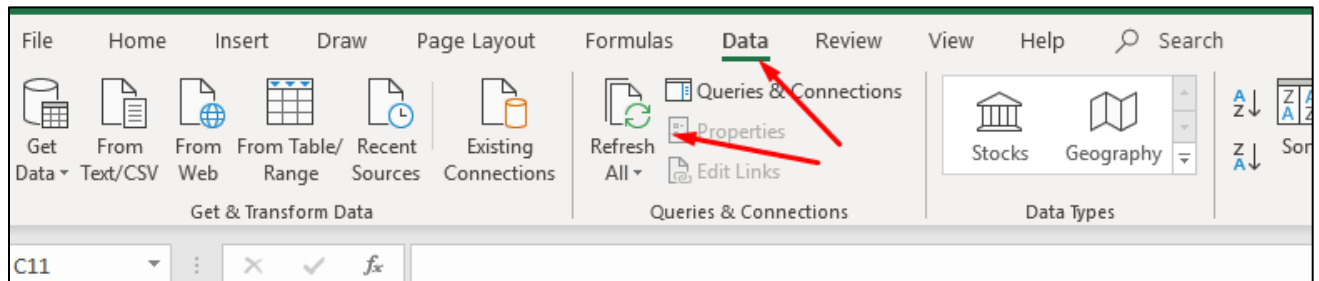 File Home Insert Draw Page Layout Formulas Data Review View Help Search
Get Data
From Text/CSV
From Web
From Table/ Range
Recent Sources
Existing Connections
Get & Transform Data
Refresh All
Queries & Connections
Properties
Edit Links
Queries & Connections
Stocks
Geography
Data Types
A Z
Z A
Z A
A Z
Sor
C11
fx